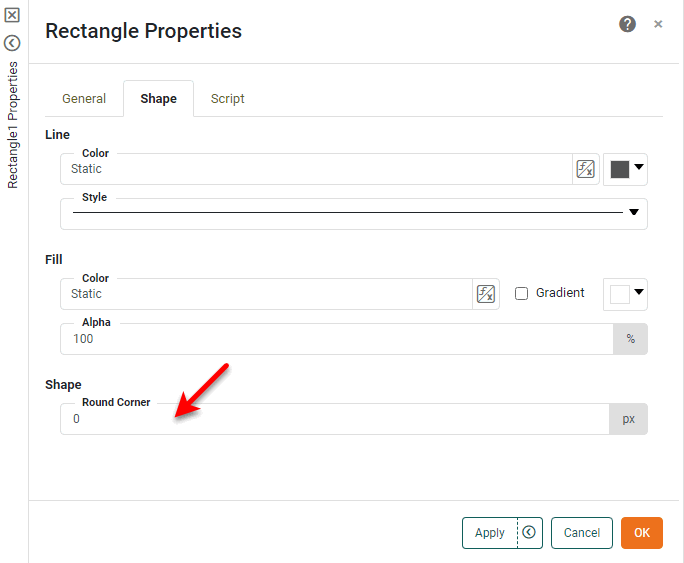 Rectangle Properties
?
Rectangle1 Properties
General Shape Script
Line
Color
Static
f/x
Style
Fill
Color
Static
f/x
Gradient
Alpha
100
%
Shape
Round Corner
0
px
Apply
Cancel
OK